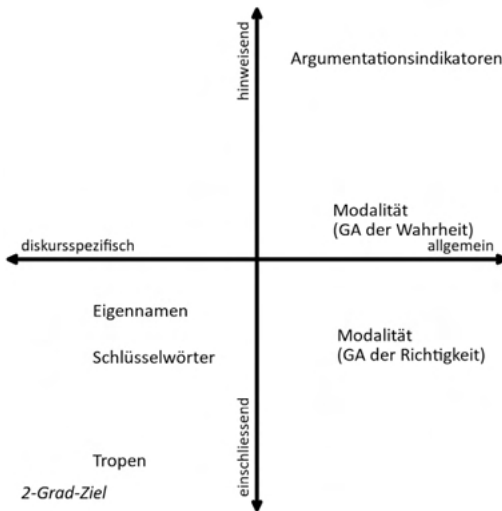 hinweisend
Argumentationsindikatoren
Modalität
(GA der Wahrheit)
diskursspezifisch
allgemein
Eigennamen
Modalität
(GA der Richtigkeit)
Schlüsselwörter
einschliessend
Tropen
2-Grad-Ziel